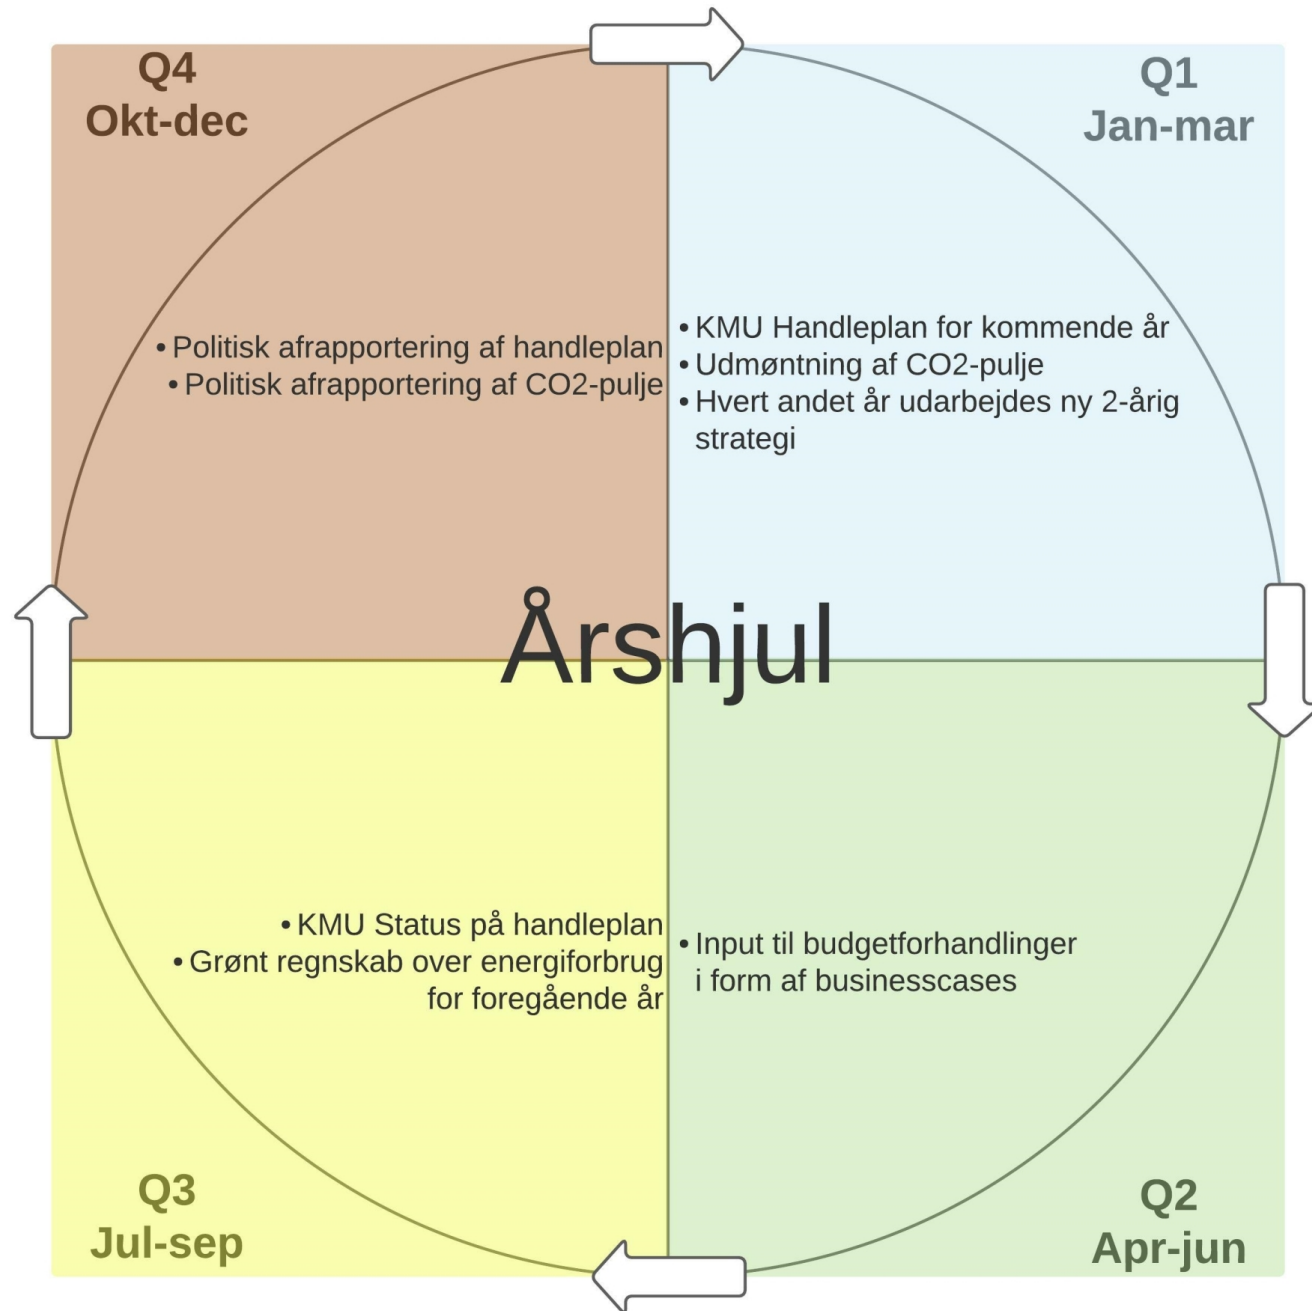 Q4
Okt-dec
Q1
Jan-mar
• Politisk afrapportering af handleplan
• Politisk afrapportering af CO2-pulje
• KMU Handleplan for kommende år
• Udmøntning af CO2-pulje
• Hvert andet år udarbejdes ny 2-årig
strategi
Årshjul
• KMU Status på handleplan
• Grønt regnskab over energiforbrug
for foregående år
• Input til budgetforhandlinger
i form af businesscases
Q3
Jul-sep
Q2
Apr-jun